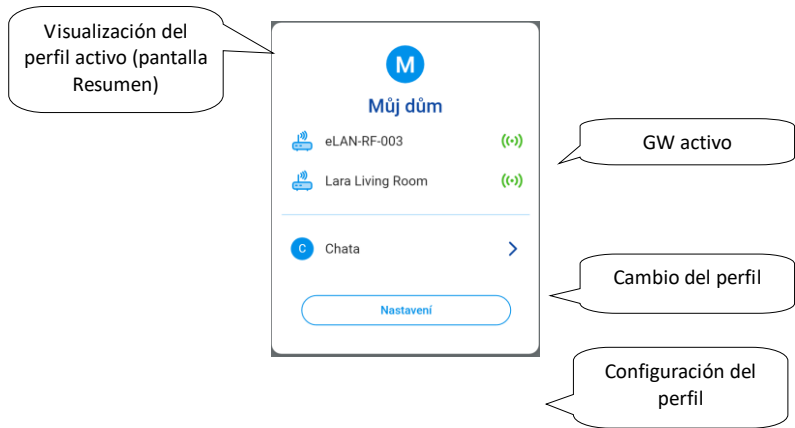 Visualización del
perfil activo (pantalla
Resumen)
M
Můj dům
eLAN-RF-003
GW activo
Lara Living Room
C
Chata
Cambio del perfil
Nastavení
Configuración del
perfil